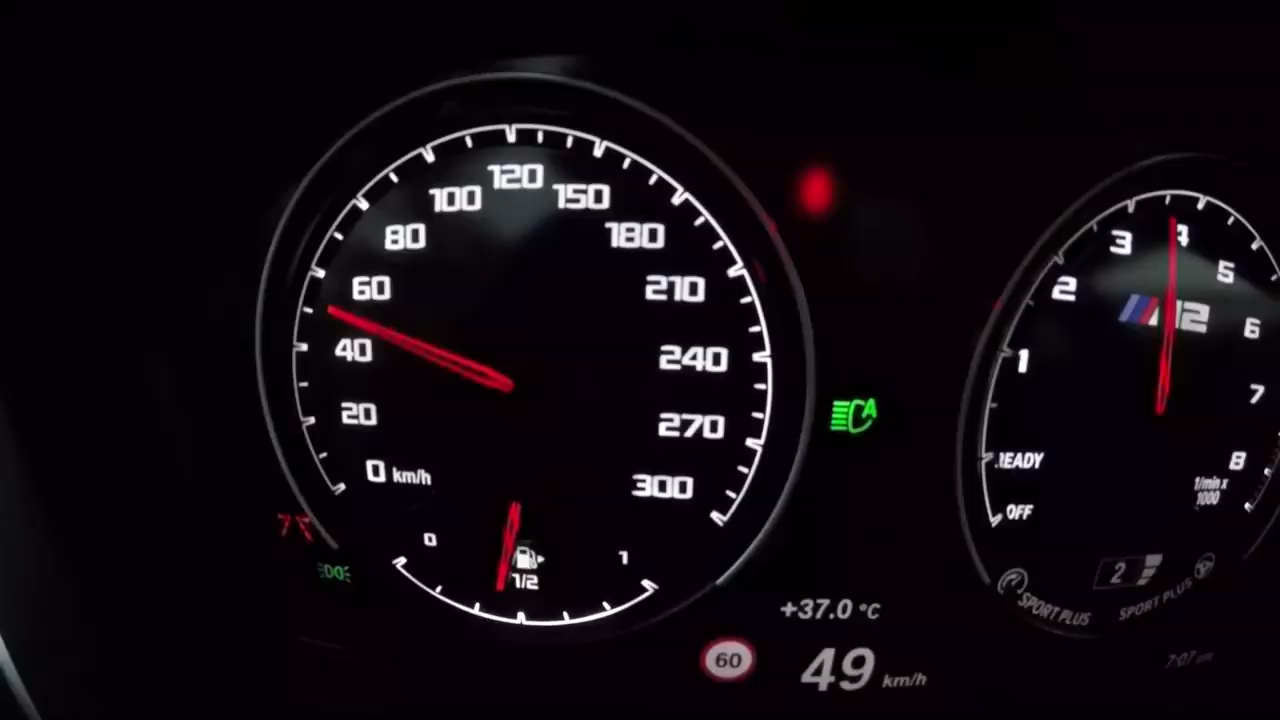 120
100
150
80
180
60
210
40
240
20
270
0 km/h
300
0
1
1/2
+37.0 °C
60
49 km/h
4
3
5
2
M2
6
1
7
READY
8
1/min x
1000
OFF
2
SPORT PLUS
SPORT PLUS
A